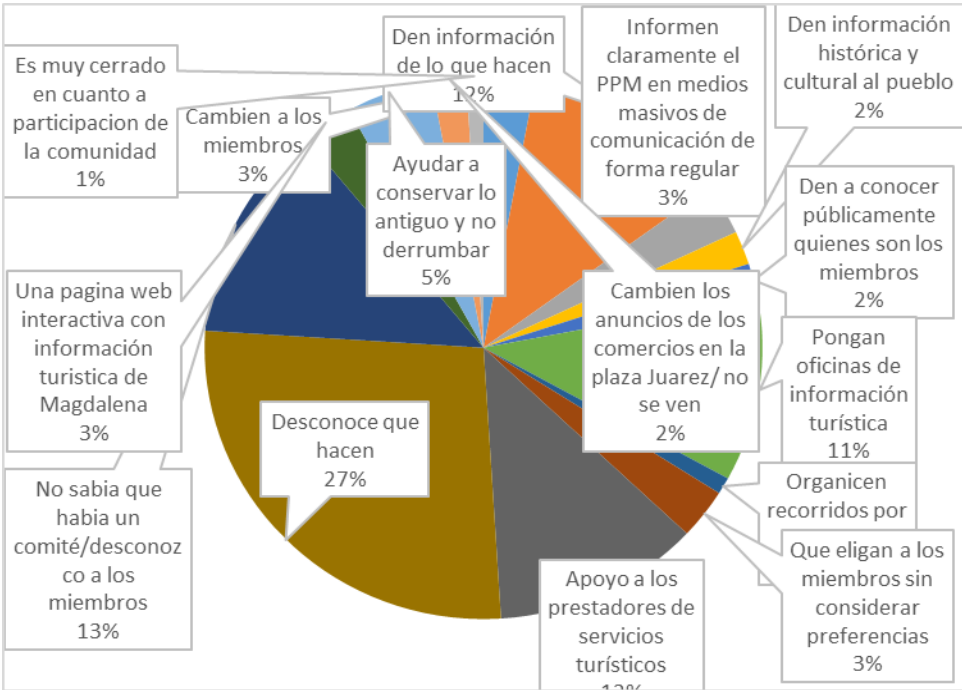 Es muy cerrado
en cuanto a
participacion de
la comunidad
1%
Cambien a los
miembros
3%
Den información
de lo que hacen
12%
Informen
claramente el
PPM en medios
masivos de
comunicación de
forma regular
3%
Den información
histórica y
cultural al pueblo
2%
Ayudar a
conservar lo
antiguo y no
derrumbar
5%
Den a conocer
públicamente
quienes son los
miembros
2%
Una pagina web
interactiva con
información
turistica de
Magdalena
3%
Cambien los
anuncios de los
comercios en la
plaza Juarez/ no
se ven
2%
Pongan
oficinas de
información
turística
11%
Desconoce que
hacen
27%
No sabia que
habia un
comité/desconoz
co a los
miembros
13%
Organicen
recorridos por
Que eligan a los
miembros sin
considerar
preferencias
3%
Apoyo a los
prestadores de
servicios
turísticos